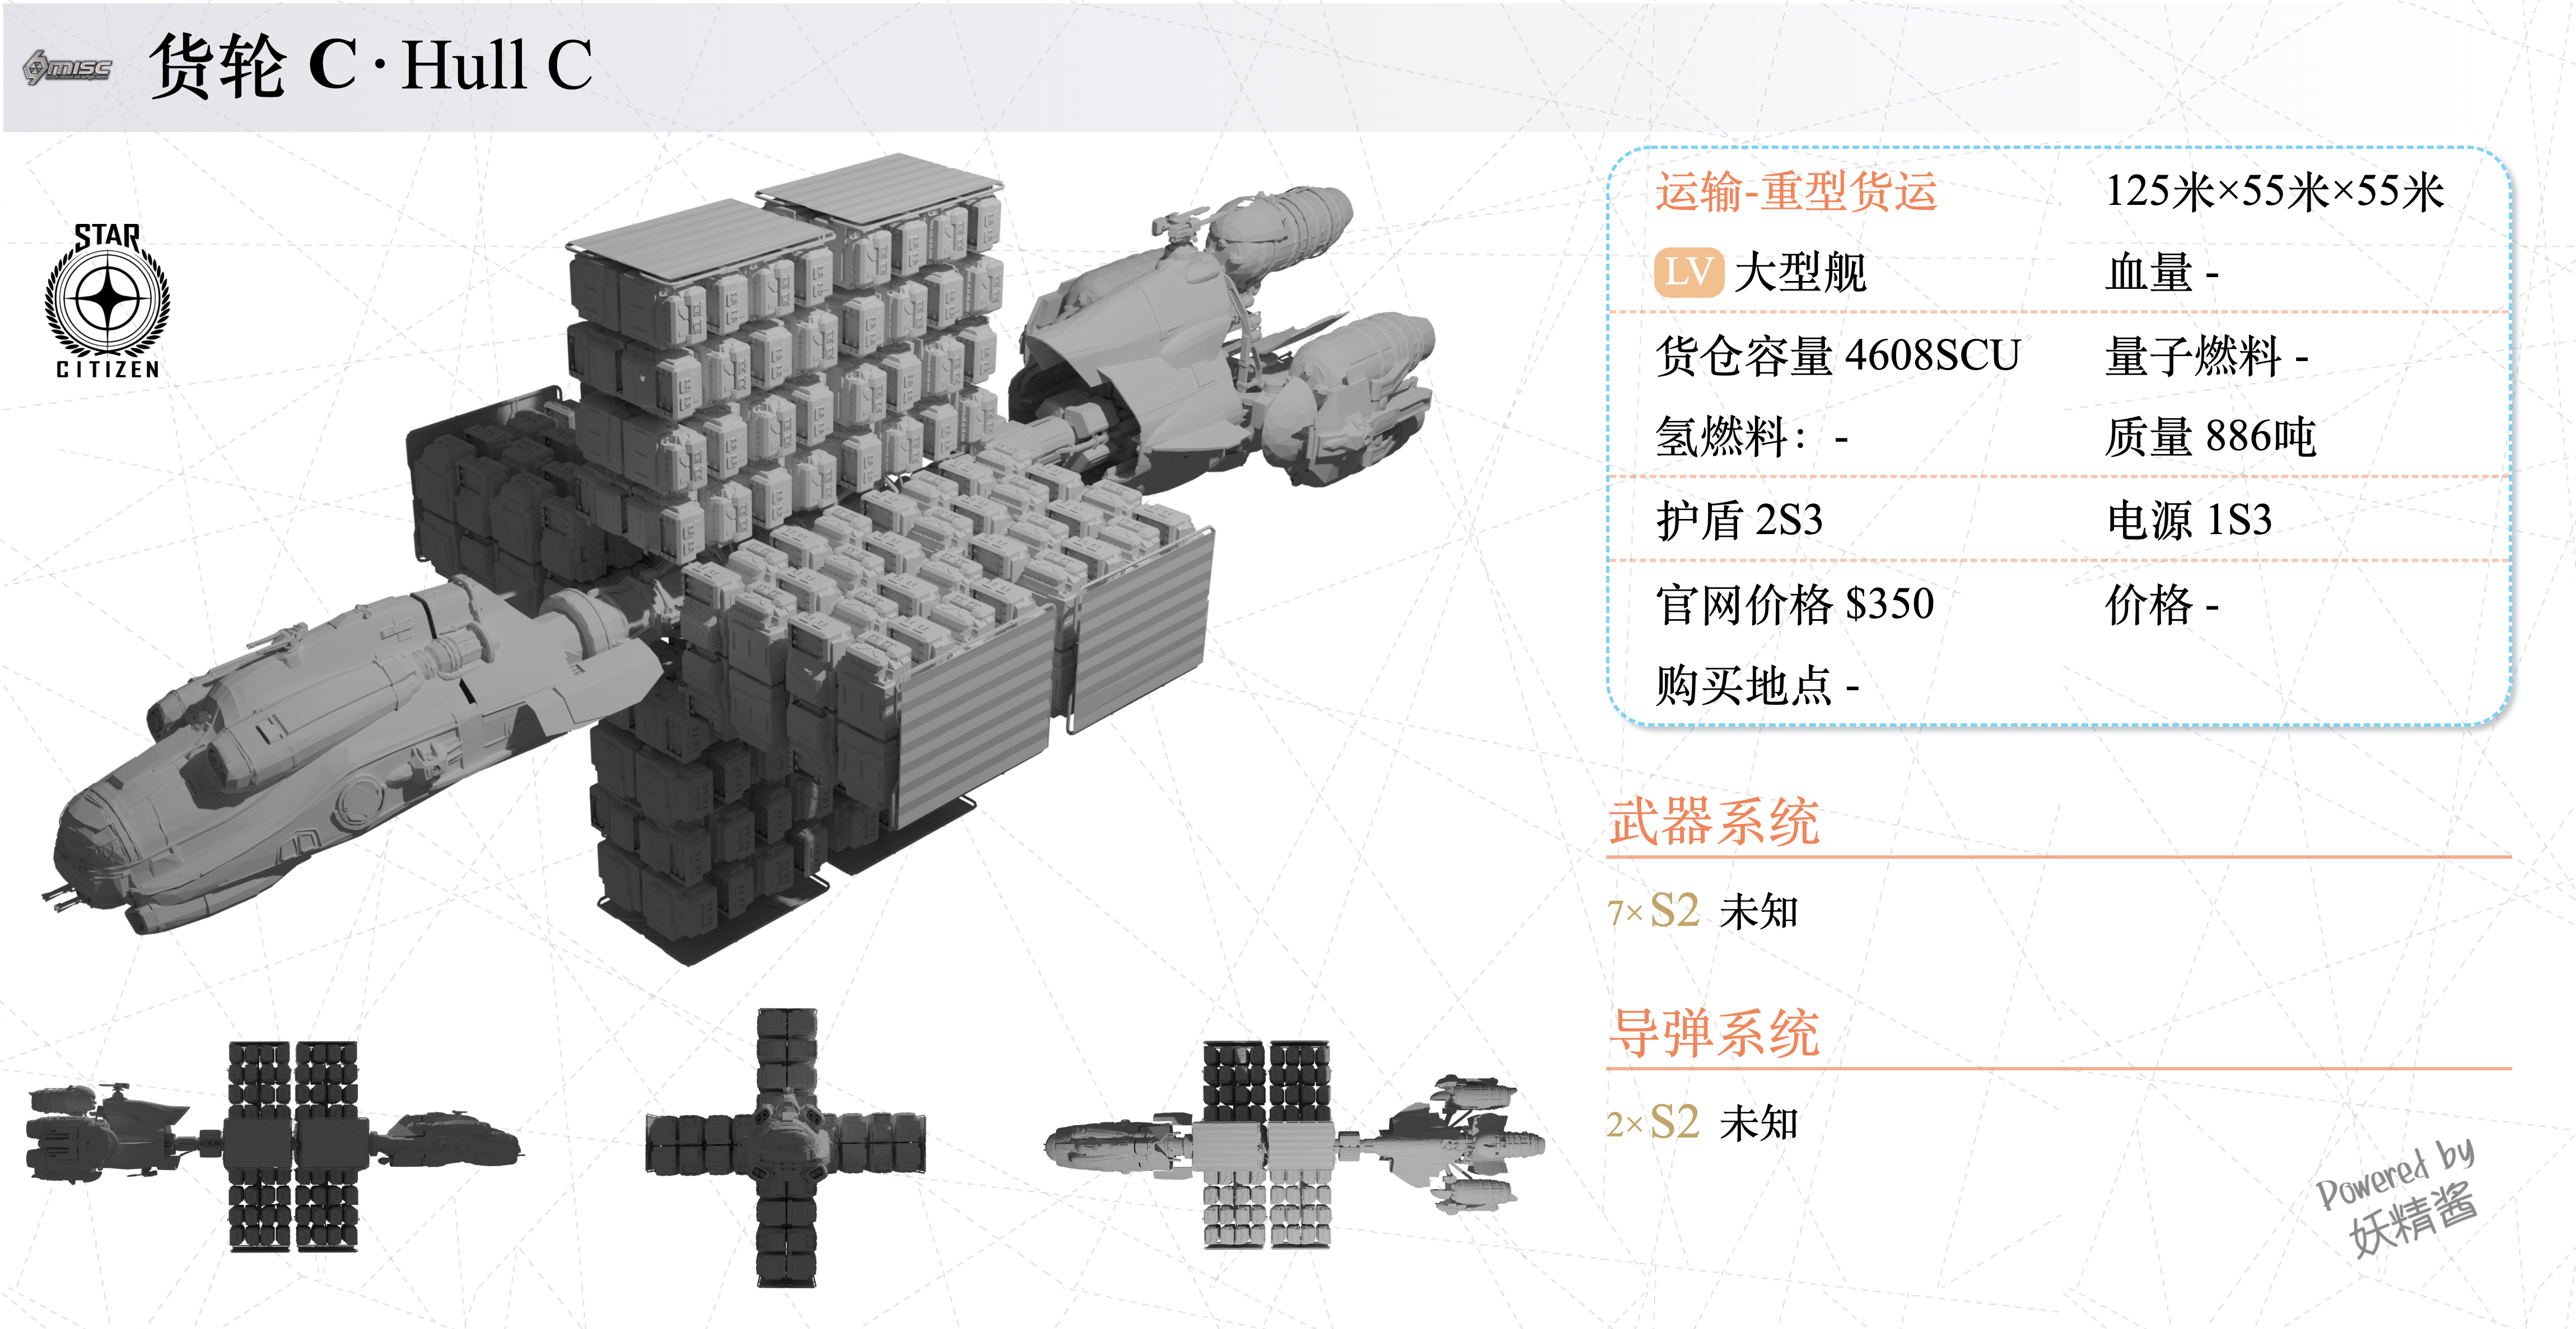 MISC 货轮 C · Hull C
STAR
CITIZEN
运输-重型货运 125米×55米×55米
LV 大型舰 血量 -
货仓容量 4608SCU 量子燃料 -
氢燃料：- 质量 886吨
护盾 2S3 电源 1S3
官网价格 $350 价格 -
购买地点 -
武器系统
7× S2 未知
导弹系统
2× S2 未知
Powered by
妖精酱